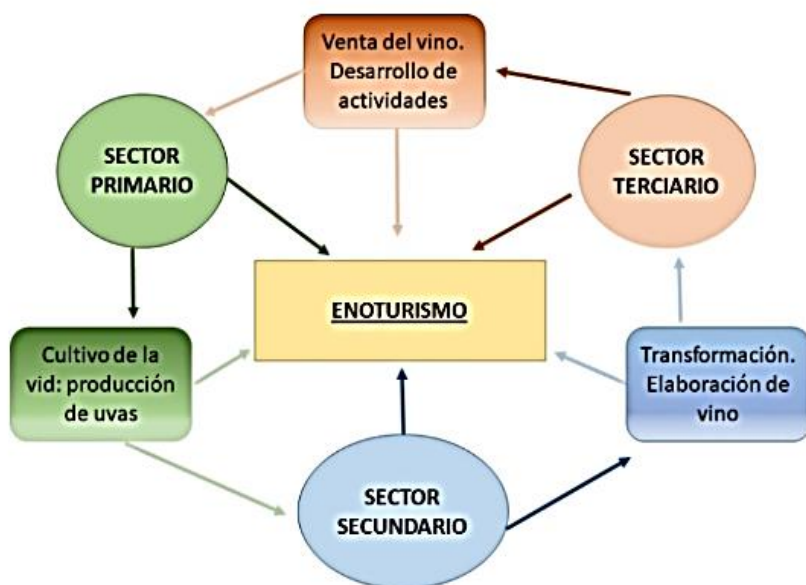 Venta del vino.
Desarrollo de
actividades
SECTOR
PRIMARIO
SECTOR
TERCIARIO
ENOTURISMO
Cultivo de la
vid: producción
de uvas
Transformación.
Elaboración de
vino
SECTOR
SECUNDARIO